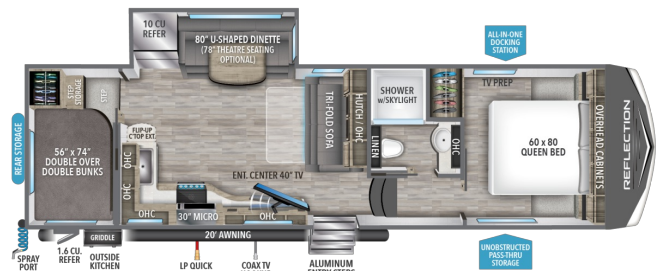 10 CU
REFER
80" U-SHAPED DINETTE
(78" THEATRE SEATING
OPTIONAL)
ALL-IN-ONE
DOCKING
STATION
STEP
STORAGE
STEP
TRI-FOLD SOFA
HUTCH / OHC
SHOWER
w/SKYLIGHT
TV PREP
REAR STORAGE
56" x 74"
DOUBLE OVER
DOUBLE BUNKS
FLIP-UP
C'TOP EXT.
OHC
OHC
LINEN
OHC
60 x 80
QUEEN BED
OVERHEAD CABINETS
REFLECTION
ENT. CENTER 40" TV
OHC
30" MICRO
OHC
20' AWNING
GRIDDLE
SPRAY
PORT
1.6 CU.
REFER
OUTSIDE
KITCHEN
LP QUICK
COAX TV
ALUMINUM
ENTRY STEPS
UNOBSTRUCTED
PASS-THRU
STORAGE